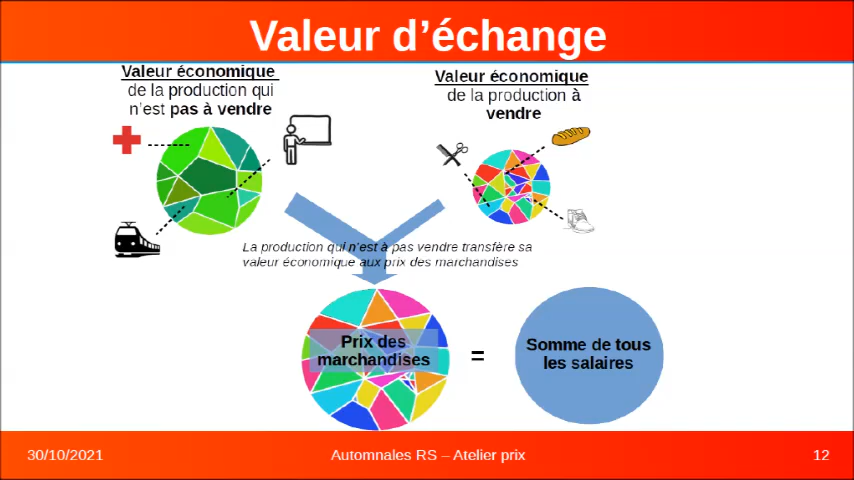 Valeur d'échange
Valeur économique
de la production qui
n'est pas à vendre
Valeur économique
de la production à
vendre
La production qui n'est à pas vendre transfère sa
valeur économique aux prix des marchandises
Prix des
marchandises
=
Somme de tous
les salaires
30/10/2021
Automnales RS – Atelier prix
12